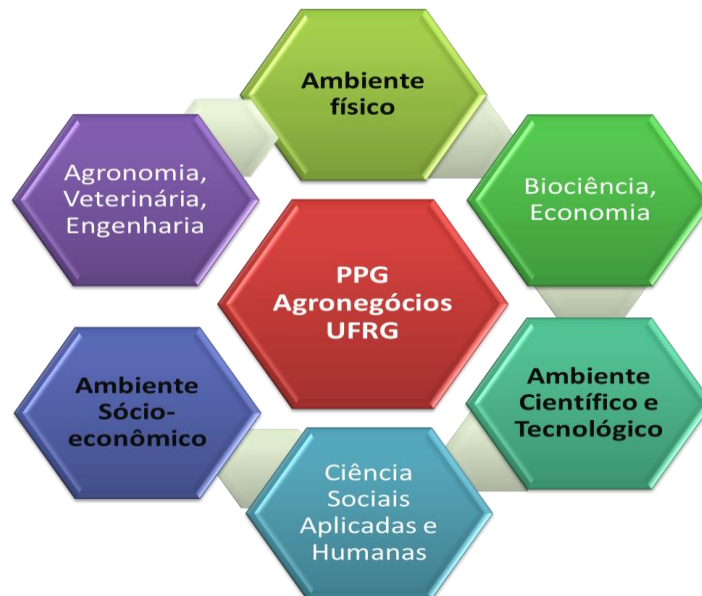 Ambiente
físico
Agronomia,
Veterinária,
Engenharia
Biociência,
Economia
PPG
Agronegócios
UFRG
Ambiente
Sócio-
econômico
Ambiente
Científico e
Tecnológico
Ciência
Sociais
Aplicadas e
Humanas